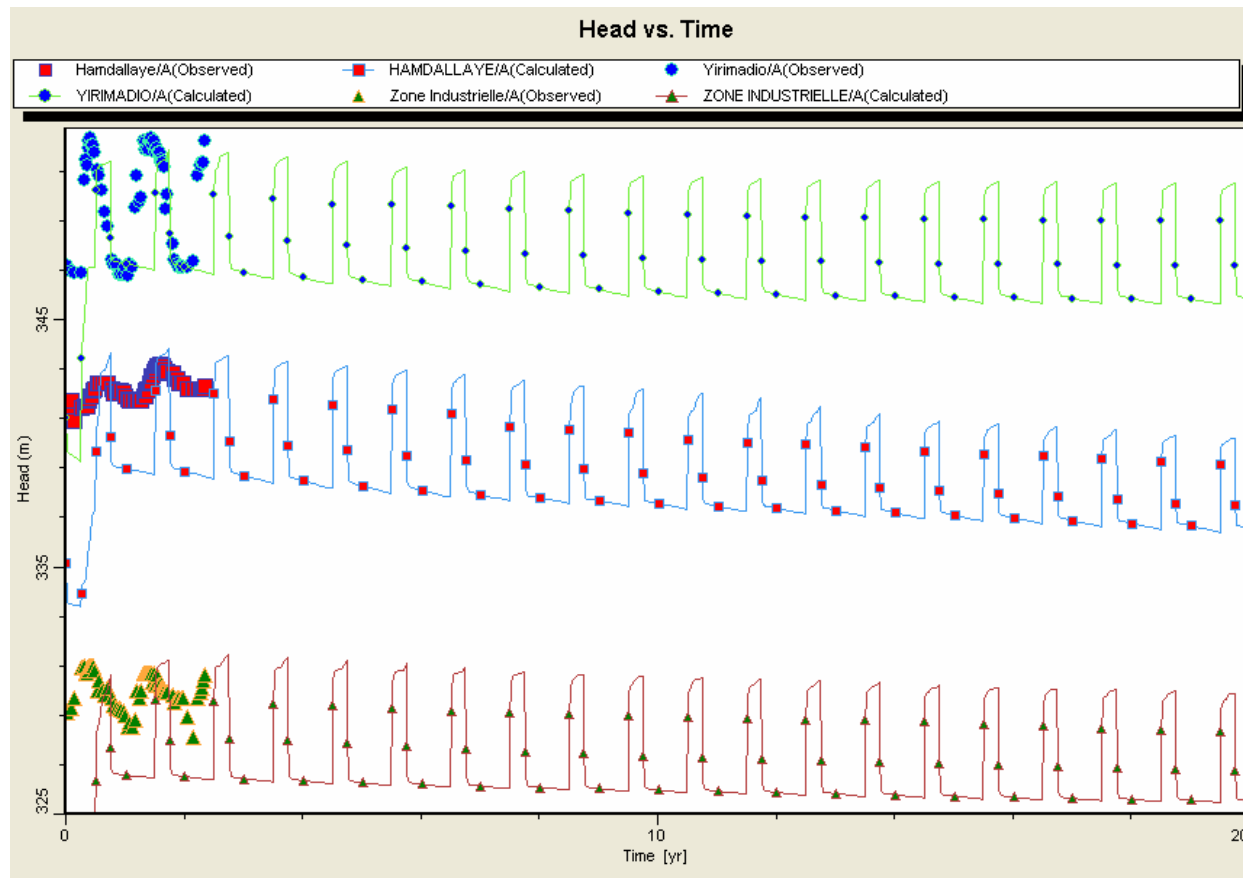 Head vs. Time
Hamdallaye/A(Observed) HAMDALLAYE/A(Calculated) Yirimadio/A(Observed)
YIRIMADIO/A(Calculated) Zone Industrielle/A(Observed) ZONE INDUSTRIELLE/A(Calculated)
345
Head (m)
335
325
0 10 20
Time [yr]